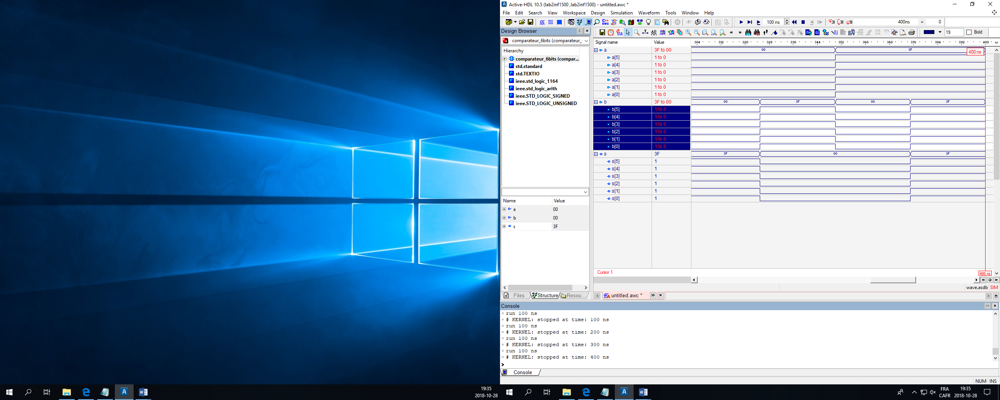 Active-HDL 10.5 (lab2inf1500 ,lab2inf1500) - untitled.awc *
File Edit Search View Workspace Design Simulation Waveform Tools Window Help
100 ns 400ns + 0
Design Browser
19 Bold
comparateur_6bits (comparateur_
Hierarchy
comparateur_6bits (compar...
std.standard
std.TEXTIO
ieee.std_logic_1164
ieee.std_logic_arith
ieee.STD_LOGIC_SIGNED
ieee.STD_LOGIC_UNSIGNED
Name Value
a 00
b 00
s 3F
Files Structure Resou...
Signal name Value 304 312 320 328 336 344 352 360 368 376 384 392 400 ns
a 3F to 00 00 3F 400 ns
a[5] 1 to 0
a[4] 1 to 0
a[3] 1 to 0
a[2] 1 to 0
a[1] 1 to 0
a[0] 1 to 0
b 3F to 00 00 3F 00 3F
b[5] 1 to 0
b[4] 1 to 0
b[3] 1 to 0
b[2] 1 to 0
b[1] 1 to 0
b[0] 1 to 0
s 3F 3F 00 3F
s[5] 1
s[4] 1
s[3] 1
s[2] 1
s[1] 1
s[0] 1
Cursor 1 400 ns
wave.asdb SIM
untitled.awc *
Console
run 100 ns
# KERNEL: stopped at time: 100 ns
run 100 ns
# KERNEL: stopped at time: 200 ns
run 100 ns
# KERNEL: stopped at time: 300 ns
run 100 ns
# KERNEL: stopped at time: 400 ns
>
Console
NUM INS
19:35
2018-10-28
FRA
CAFR
19:35
2018-10-28